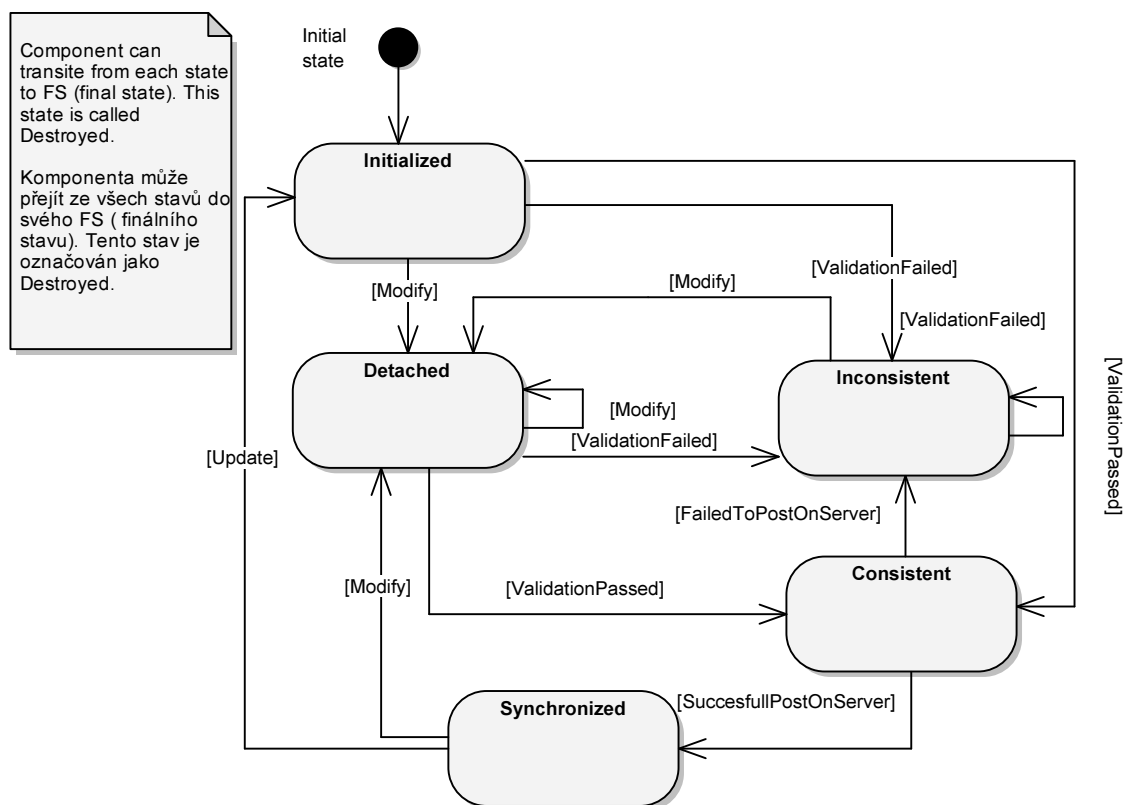 Component can
transite from each state
to FS (final state). This
state is called
Destroyed.
Komponenta může
přejít ze všech stavů do
svého FS ( finálního
stavu). Tento stav je
označován jako
Destroyed.
Initial
state
Initialized
[ValidationFailed]
[Modify]
[Modify]
[ValidationFailed]
Detached
Inconsistent
[Modify]
[ValidationFailed]
[ValidationPassed]
[Update]
[FailedToPostOnServer]
Consistent
[Modify]
[ValidationPassed]
[SuccesfullPostOnServer]
Synchronized